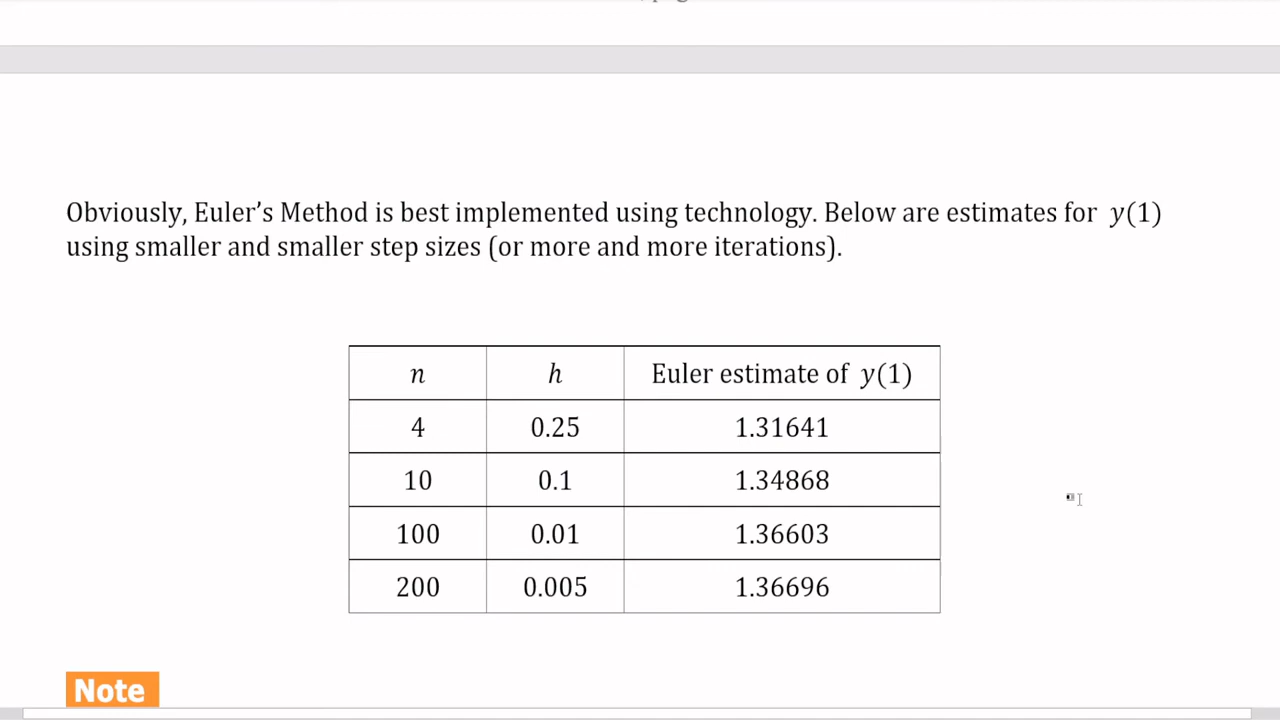 Obviously, Euler’s Method is best implemented using technology. Below are estimates for y(1)
using smaller and smaller step sizes (or more and more iterations).
n h Euler estimate of y(1)
4 0.25 1.31641
10 0.1 1.34868
100 0.01 1.36603
200 0.005 1.36696
Note